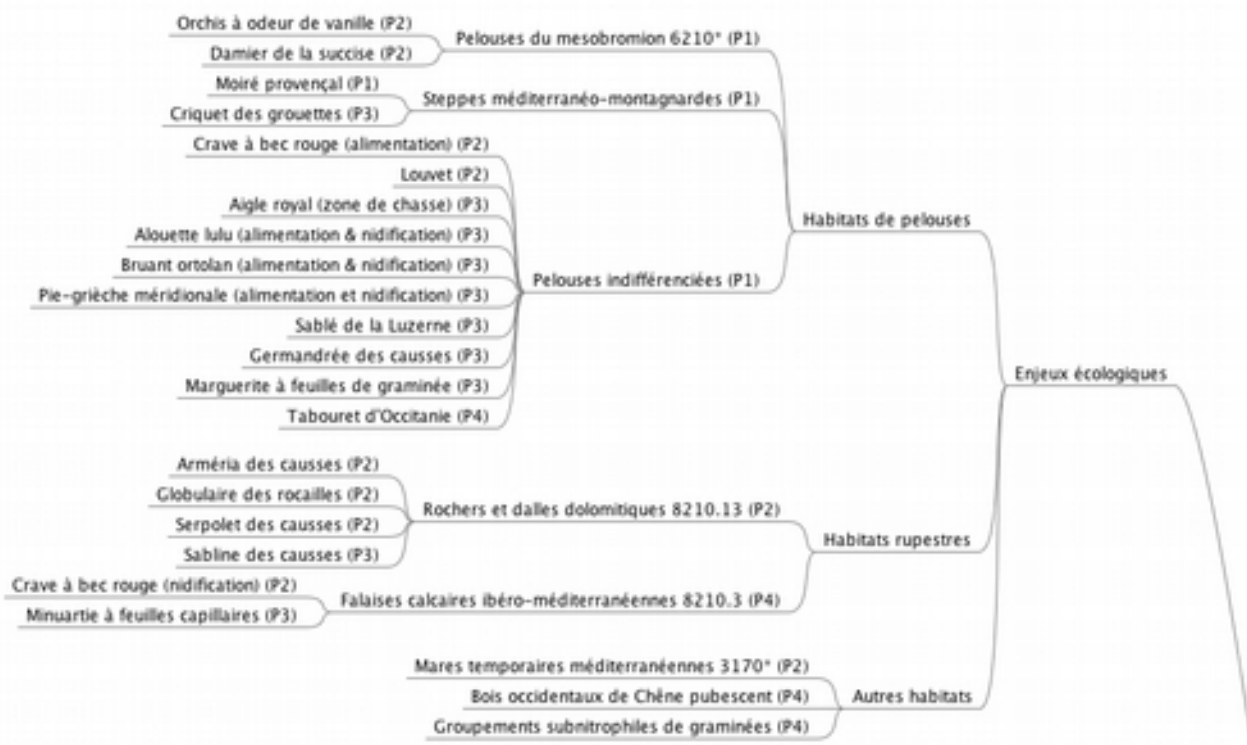 Orchis à odeur de vanille (P2)
Pelouses du mesobromion 6210* (P1)
Damier de la succise (P2)
Moiré provençal (P1)
Steppes méditerranéo-montagnardes (P1)
Criquet des grouettes (P3)
Crave à bec rouge (alimentation) (P2)
Louvet (P2)
Aigle royal (zone de chasse) (P3)
Habitats de pelouses
Alouette lulu (alimentation & nidification) (P3)
Bruant ortolan (alimentation & nidification) (P3)
Pelouses indifférenciées (P1)
Pie-grièche méridionale (alimentation et nidification) (P3)
Sablé de la Luzerne (P3)
Germandrée des causses (P3)
Enjeux écologiques
Marguerite à feuilles de graminée (P3)
Tabouret d'Occitanie (P4)
Arméria des causses (P2)
Globulaire des rocailles (P2)
Rochers et dalles dolomitiques 8210.13 (P2)
Serpolet des causses (P2)
Habitats rupestres
Sabline des causses (P3)
Crave à bec rouge (nidification) (P2)
Falaises calcaires ibéro-méditerranéennes 8210.3 (P4)
Minuartie à feuilles capillaires (P3)
Mares temporaires méditerranéennes 3170* (P2)
Bois occidentaux de Chêne pubescent (P4)
Autres habitats
Groupements subnitrophiles de graminées (P4)